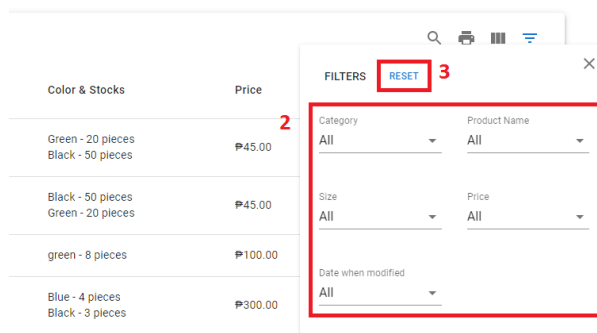 FILTERS RESET 3
Color & Stocks Price
2
Category Product Name
All All
Green - 20 pieces
Black - 50 pieces
₱45.00
Size Price
All All
Black - 50 pieces
Green - 20 pieces
₱45.00
green - 8 pieces ₱100.00
Date when modified
All
Blue - 4 pieces
Black - 3 pieces
₱300.00